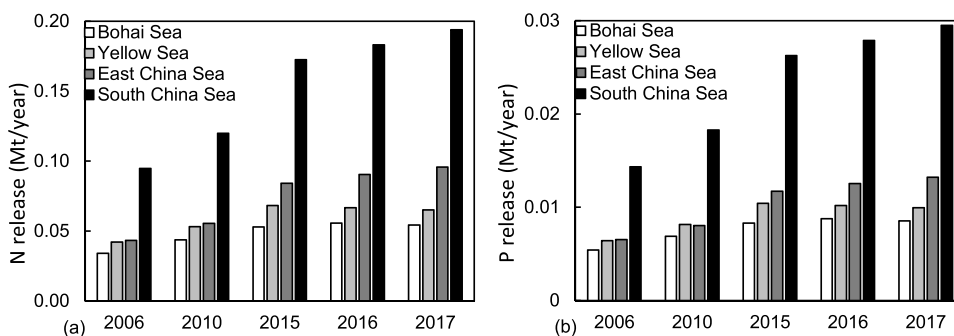 N release (Mt/year)
0.20
0.15
0.10
0.05
0.00
Bohai Sea
Yellow Sea
East China Sea
South China Sea
2006 2010 2015 2016 2017
(a)
P release (Mt/year)
0.03
0.02
0.01
0
Bohai Sea
Yellow Sea
East China Sea
South China Sea
2006 2010 2015 2016 2017
(b)